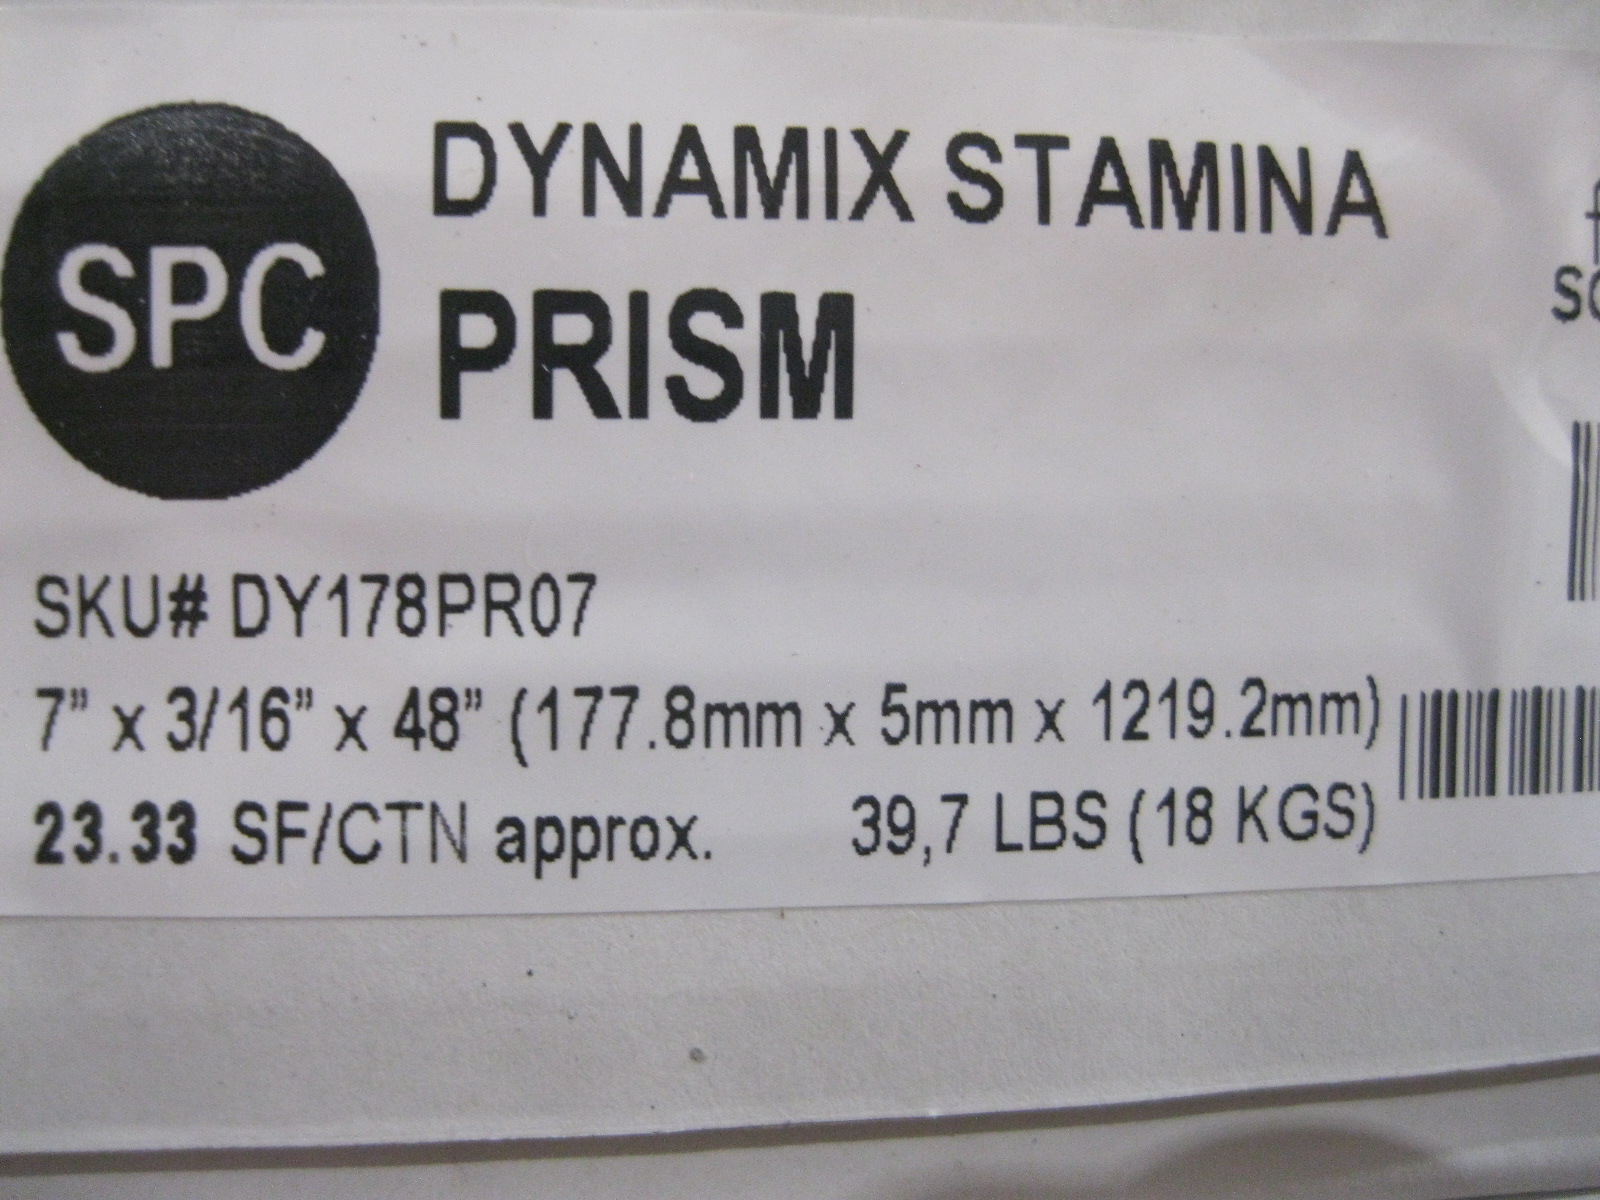 SPC
DYNAMIX STAMINA
PRISM
SKU# DY178PR07
7” x 3/16” x 48” (177.8mm x 5mm x 1219.2mm)
23.33 SF/CTN approx.
39,7 LBS (18 KGS)